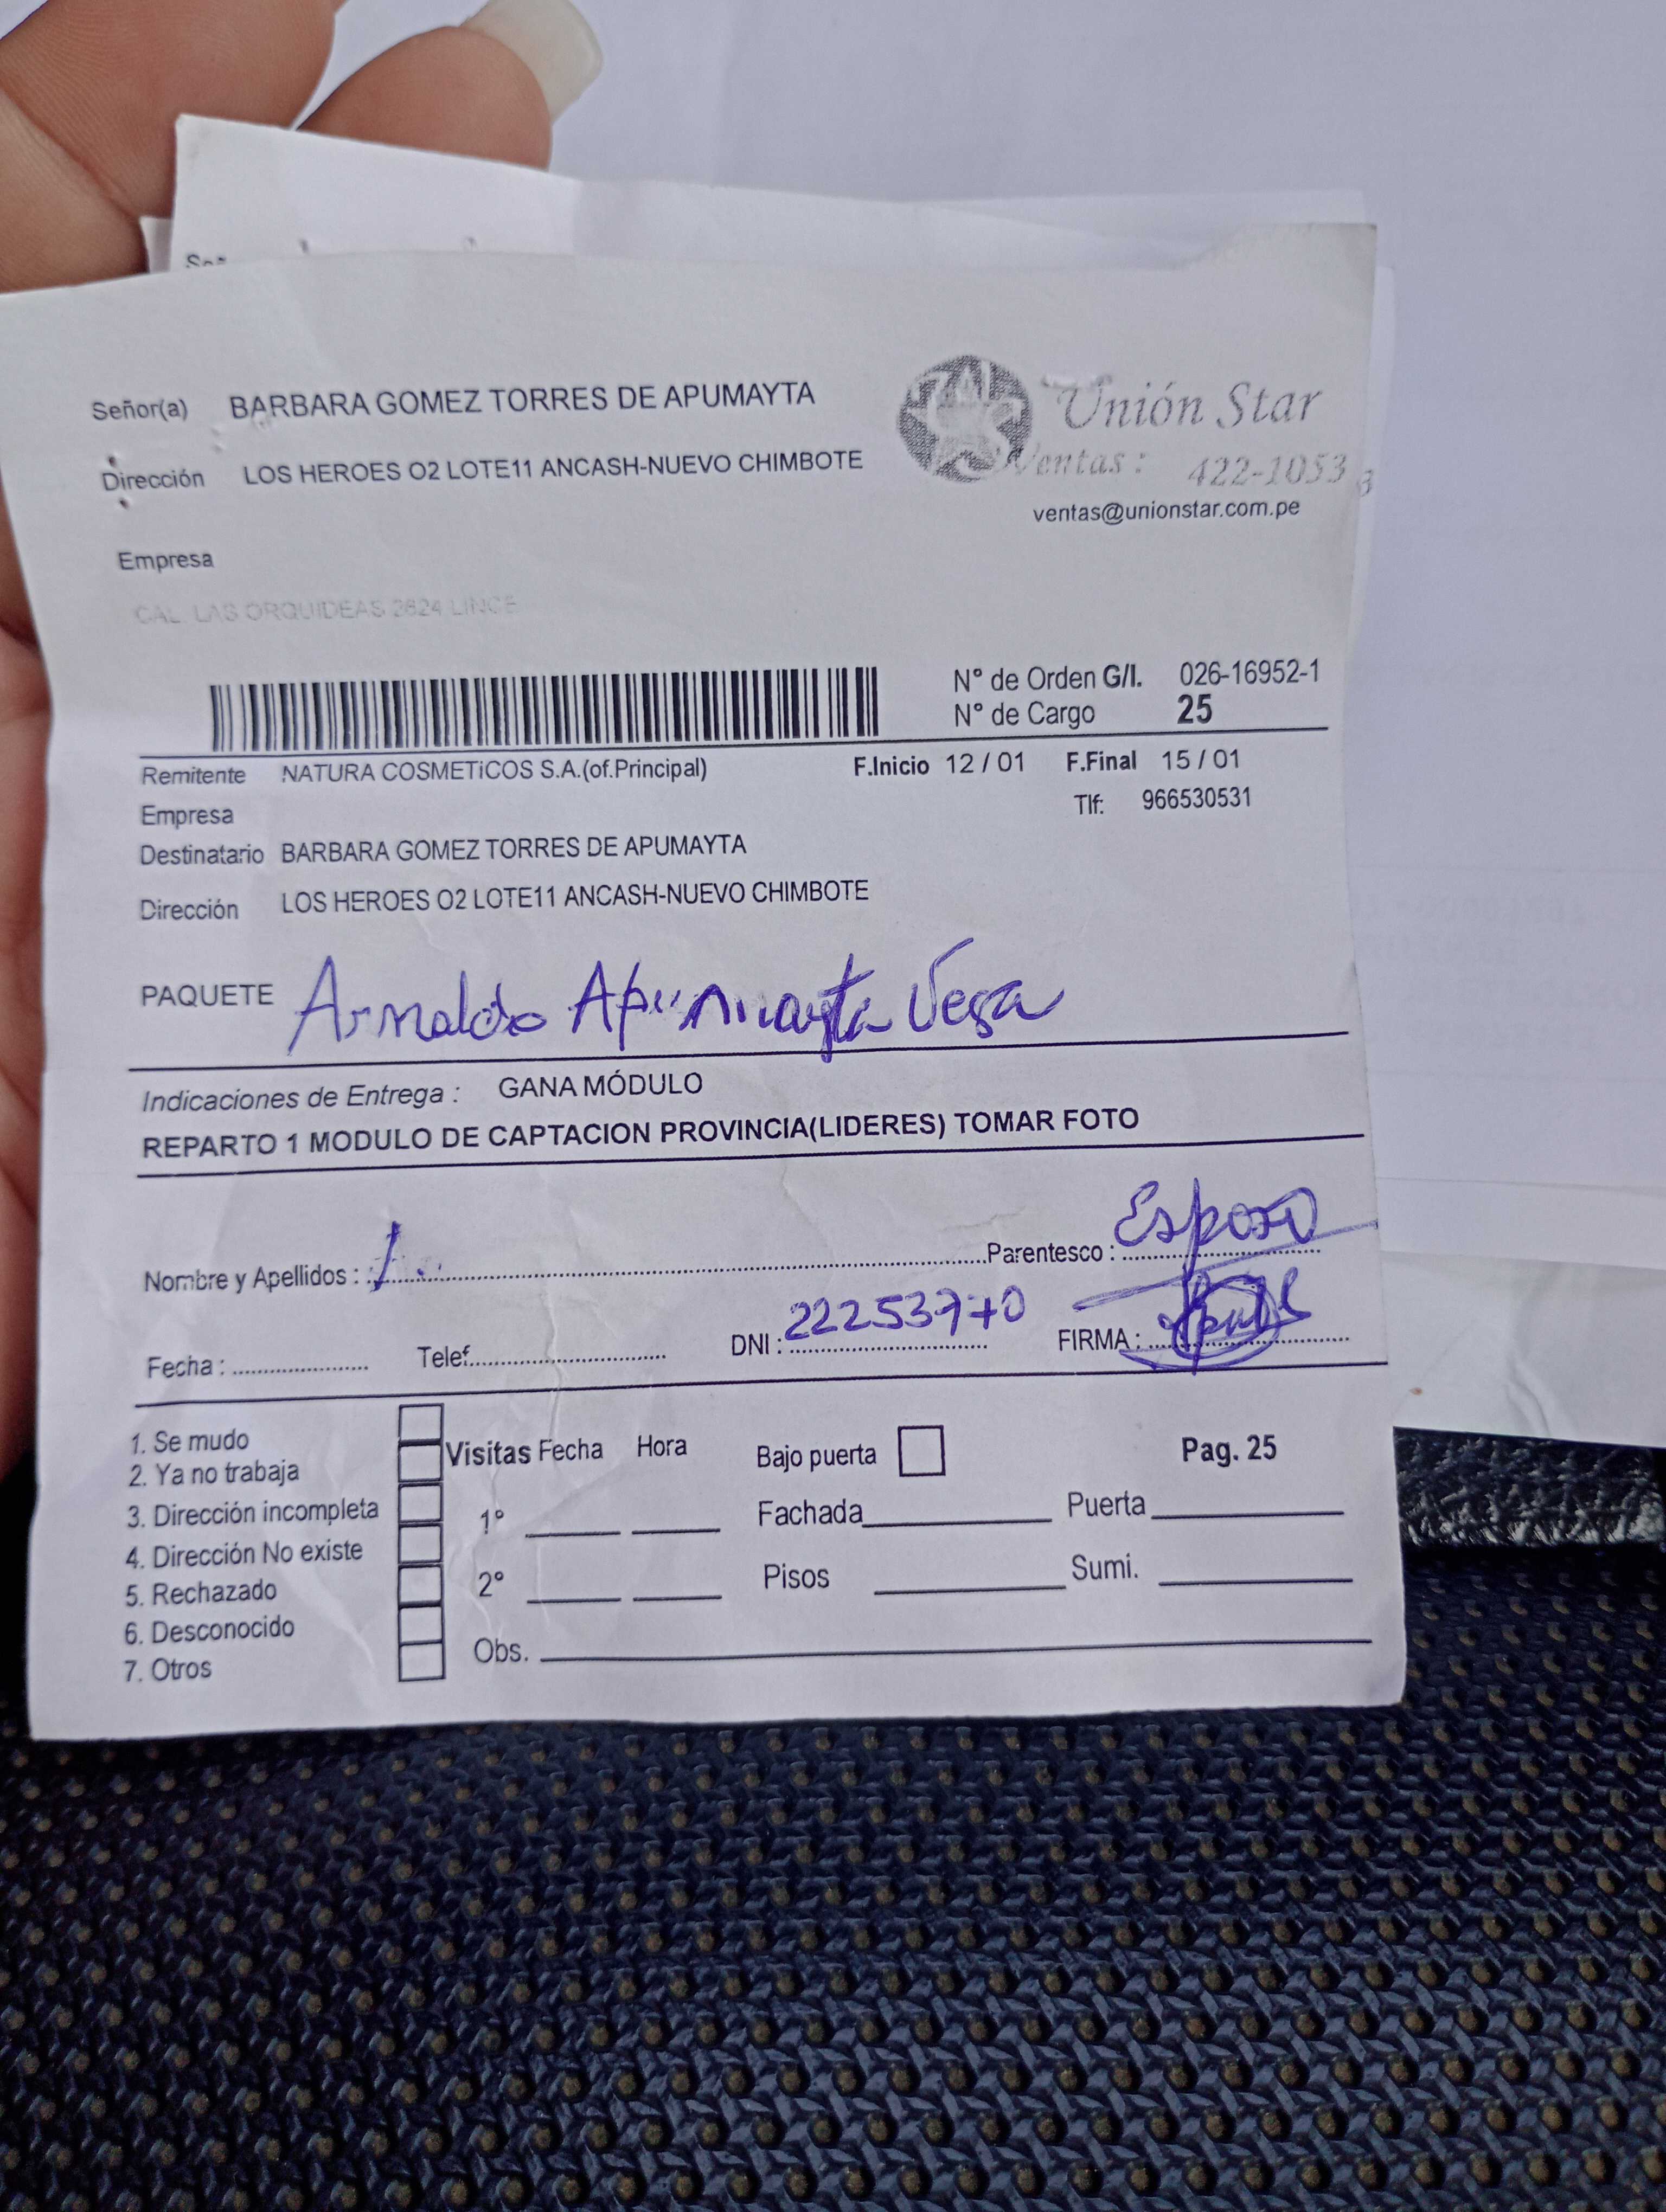 Señor(a) BARBARA GOMEZ TORRES DE APUMAYTA
Unión Star
Dirección LOS HEROES O2 LOTE11 ANCASH-NUEVO CHIMBOTE
Ventas : 422-1053
ventas@unionstar.com.pe
Empresa
CAL. LAS ORQUIDEAS 2624 LINCE
N° de Orden G/I. 026-16952-1
N° de Cargo 25
Remitente NATURA COSMETiCOS S.A.(of.Principal) F.Inicio 12 / 01 F.Final 15 / 01
Empresa Tlf: 966530531
Destinatario BARBARA GOMEZ TORRES DE APUMAYTA
Dirección LOS HEROES O2 LOTE11 ANCASH-NUEVO CHIMBOTE
PAQUETE Arnaldo Apumayta Vega
Indicaciones de Entrega : GANA MÓDULO
REPARTO 1 MODULO DE CAPTACION PROVINCIA(LIDERES) TOMAR FOTO
Nombre y Apellidos : Parentesco : Esposo
Fecha : Telef. DNI : 22253970 FIRMA :
1. Se mudo
2. Ya no trabaja
3. Dirección incompleta
4. Dirección No existe
5. Rechazado
6. Desconocido
7. Otros
Visitas Fecha Hora Bajo puerta Pag. 25
1° Fachada Puerta
2° Pisos Sumi.
Obs.